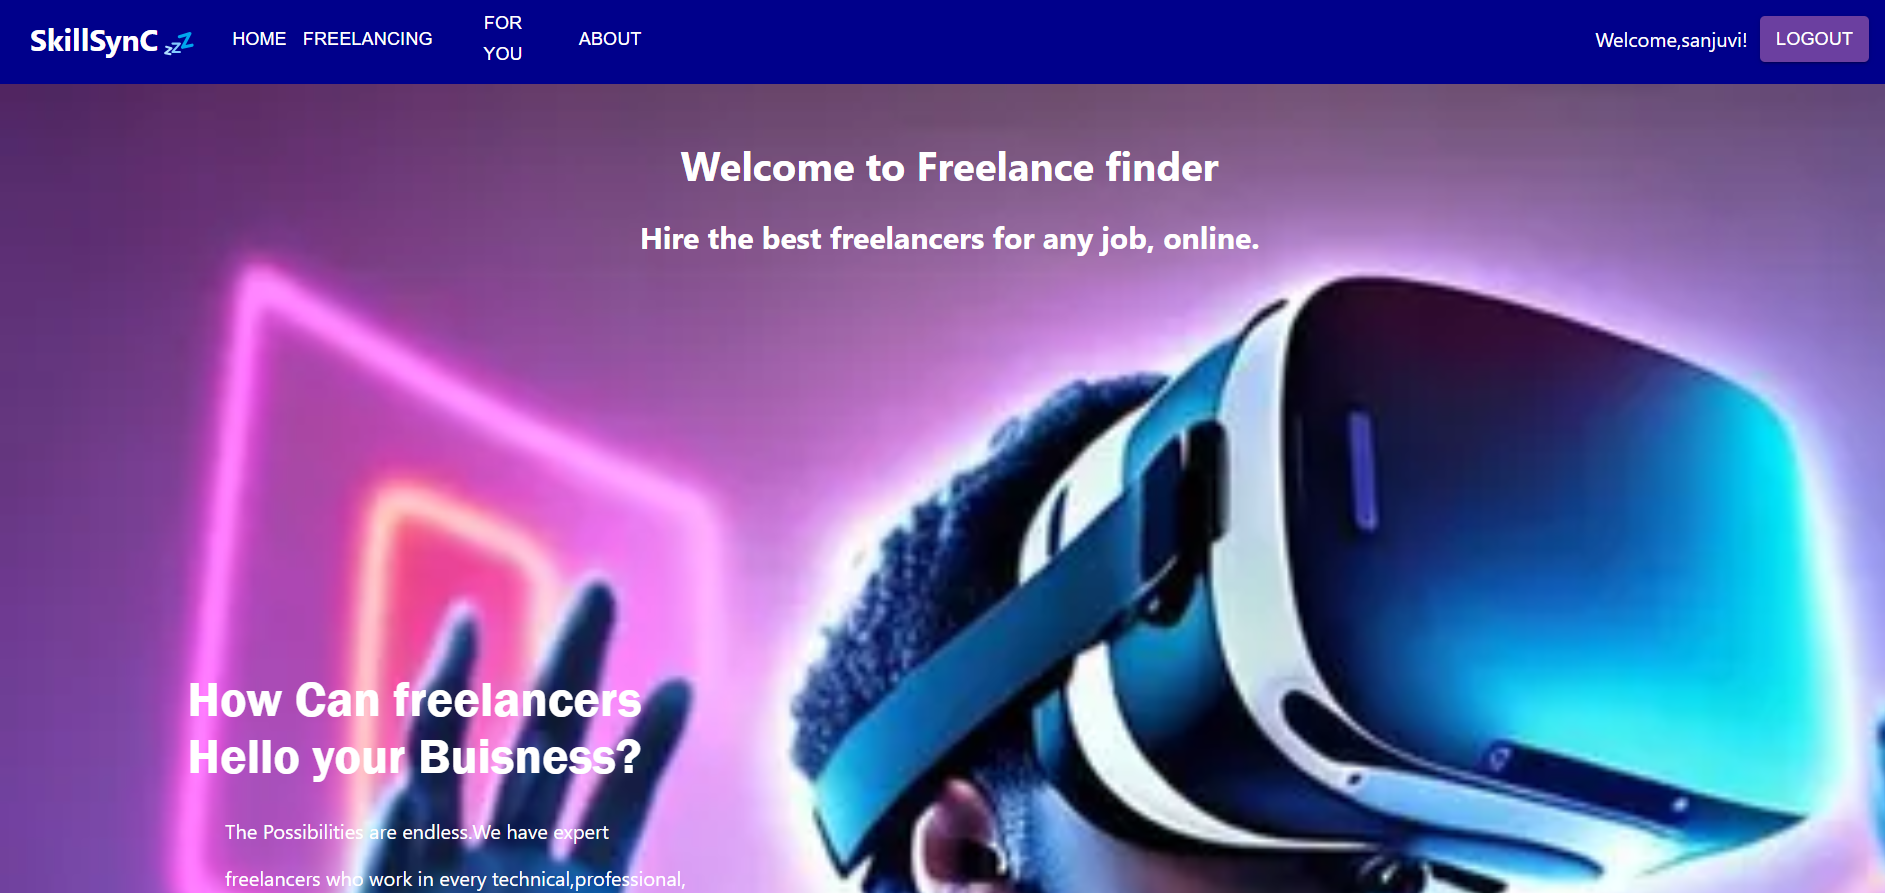 SkillSynC 💤
HOME FREELANCING FOR YOU ABOUT
Welcome,sanjuvi! LOGOUT
Welcome to Freelance finder
Hire the best freelancers for any job, online.
How Can freelancers
Hello your Buisness?
The Possibilities are endless.We have expert
freelancers who work in every technical,professional,